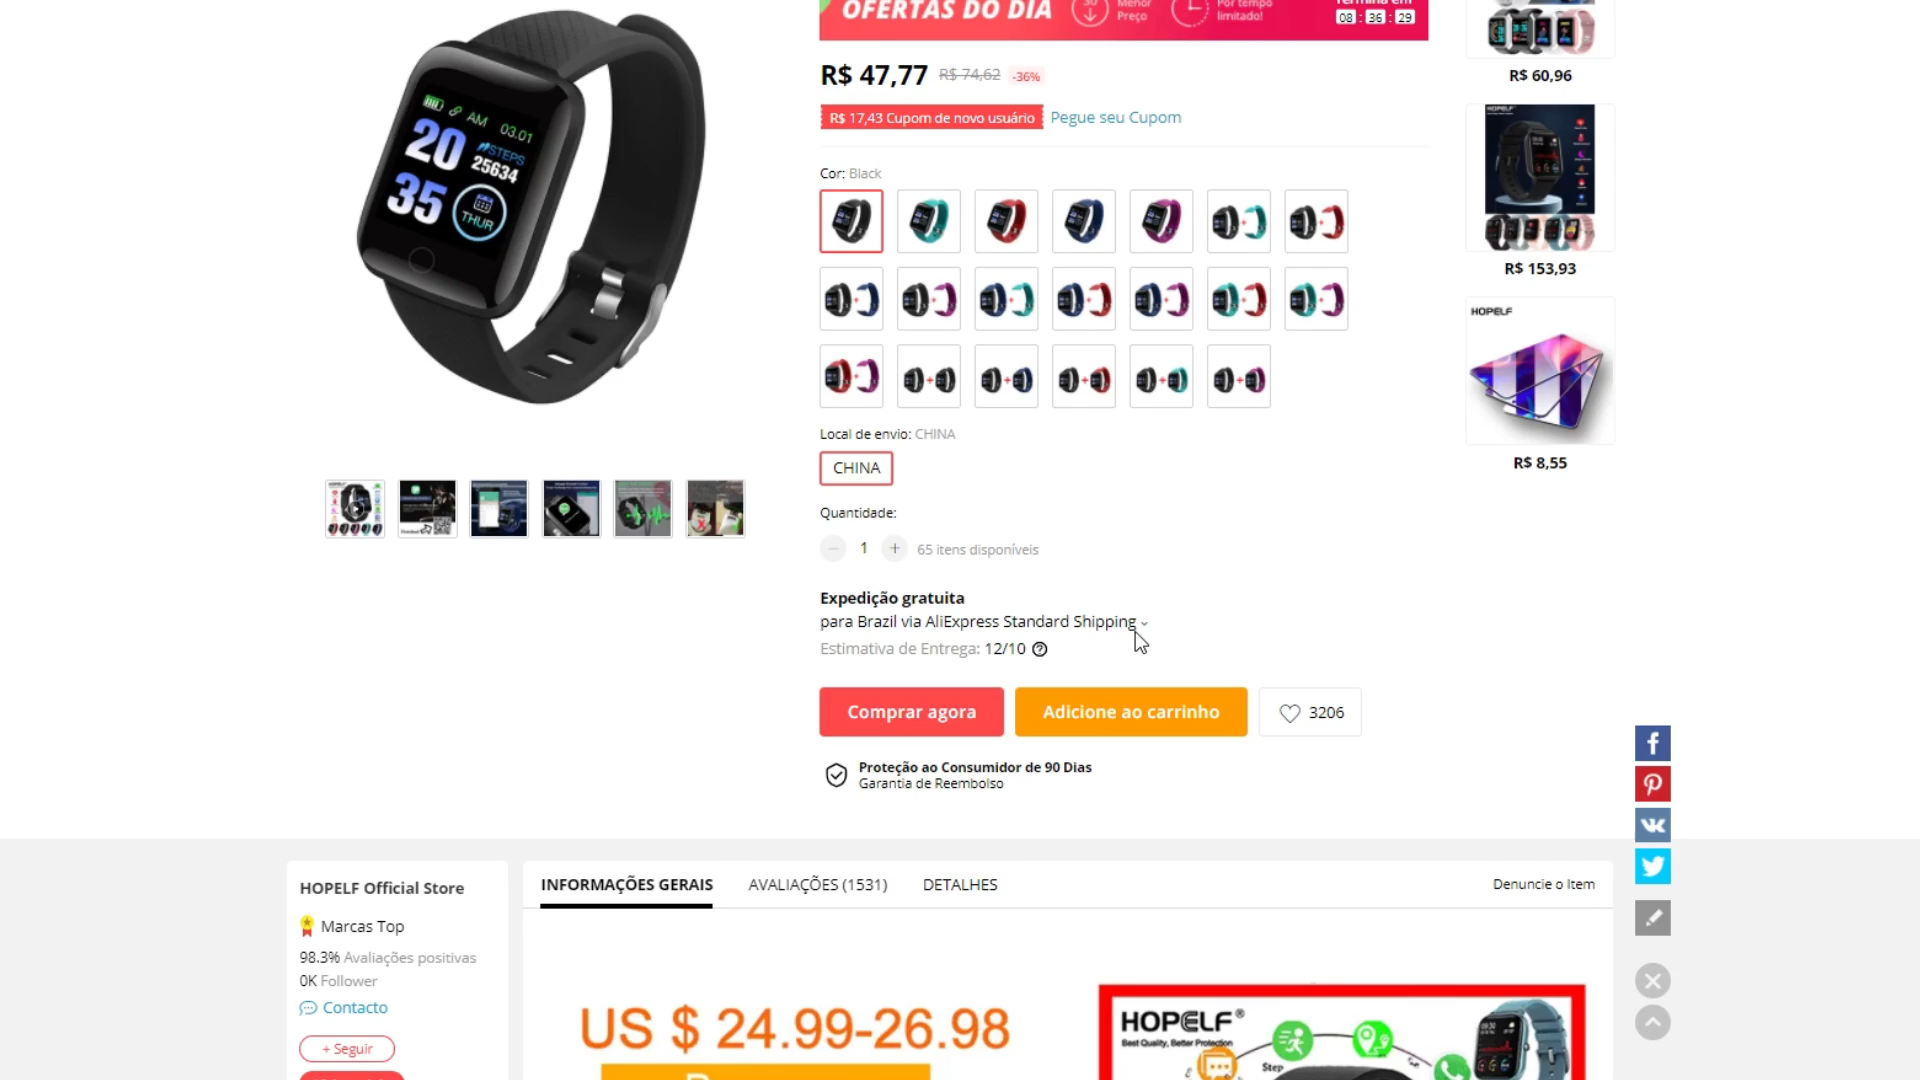 OFERTAS DO DIA
Menor
Preço
Por tempo
limitado!
Termina em
08 : 36 : 29
R$ 47,77 R$ 74,62 -36%
R$ 17,43 Cupom de novo usuário Pegue seu Cupom
Cor: Black
AM 03.01
20
STEPS
25634
35
THUR
Local de envio: CHINA
CHINA
Quantidade:
1 65 itens disponíveis
Expedição gratuita
para Brazil via AliExpress Standard Shipping
Estimativa de Entrega: 12/10
Comprar agora
Adicione ao carrinho
3206
Proteção ao Consumidor de 90 Dias
Garantia de Reembolso
R$ 60,96
HOPELF
R$ 153,93
HOPELF
R$ 8,55
HOPELF Official Store
Marcas Top
98.3% Avaliações positivas
0K Follower
Contacto
+ Seguir
INFORMAÇÕES GERAIS AVALIAÇÕES (1531) DETALHES
Denuncie o Item
US $ 24.99-26.98
HOPELF®
Best Quality, Better Protection
Step